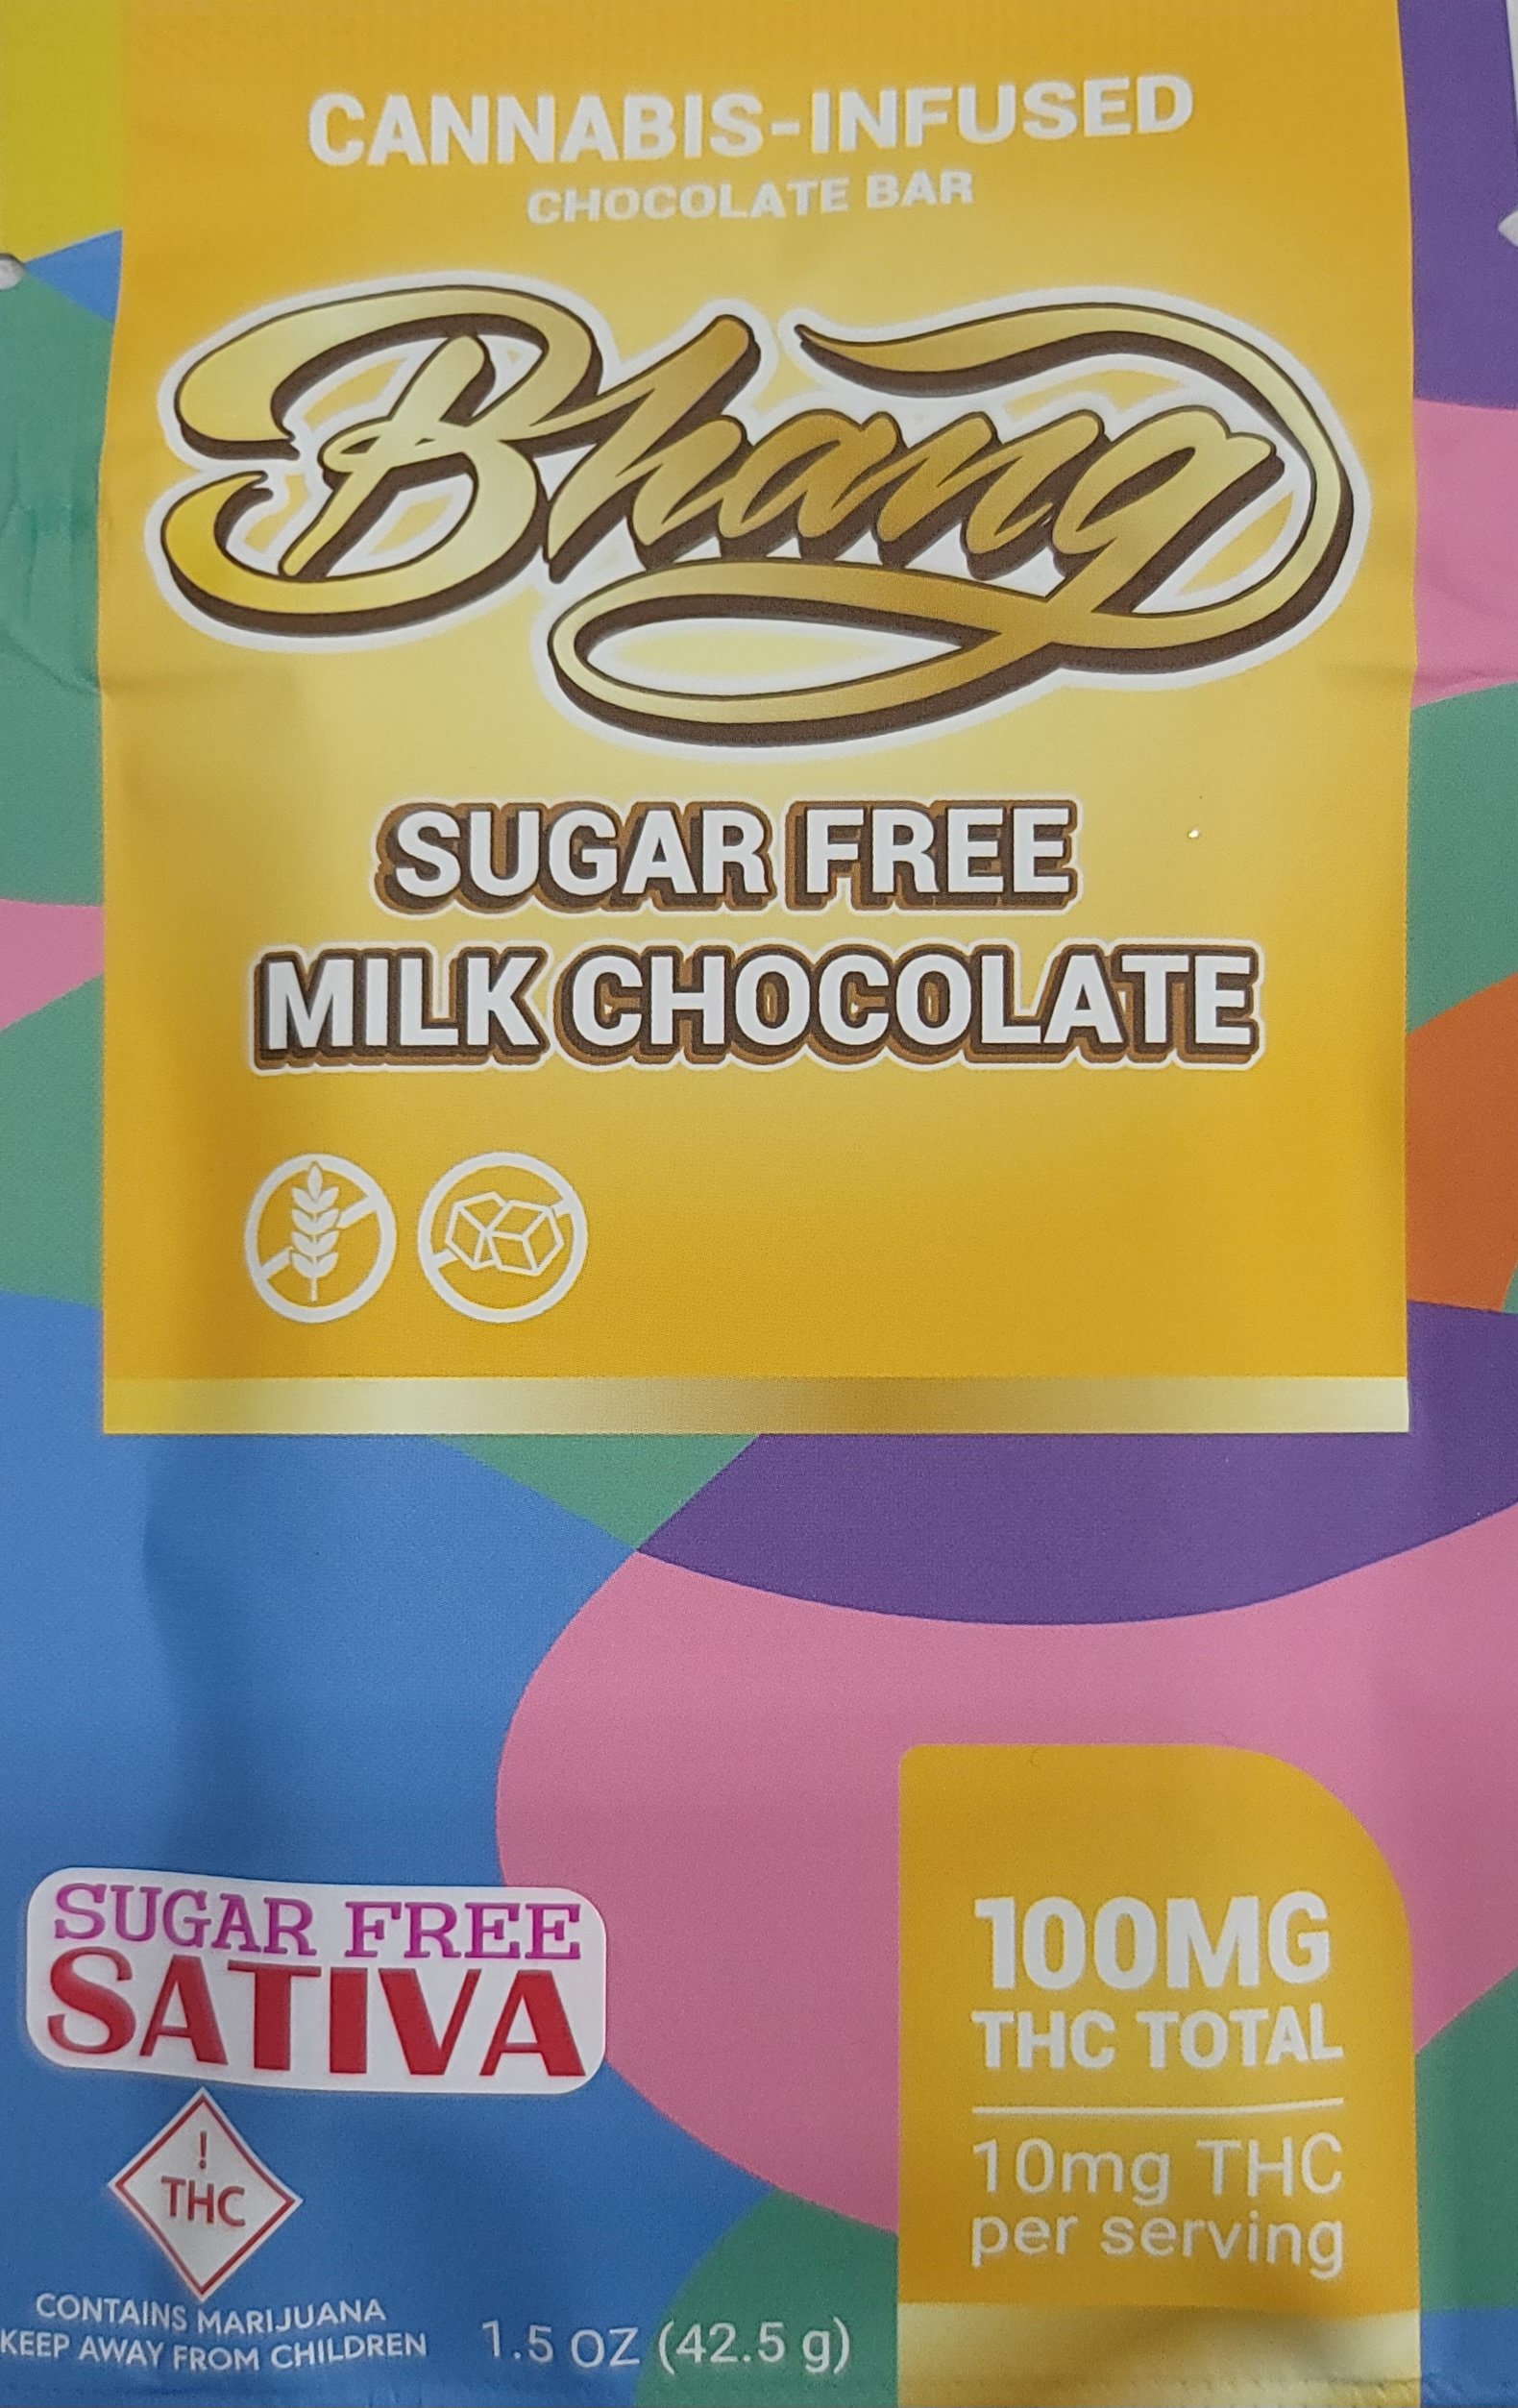 CANNABIS-INFUSED
CHOCOLATE BAR
Bhang
SUGAR FREE
MILK CHOCOLATE
SUGAR FREE
SATIVA
!
THC
CONTAINS MARIJUANA
KEEP AWAY FROM CHILDREN
1.5 OZ (42.5 g)
100MG
THC TOTAL
10mg THC
per serving